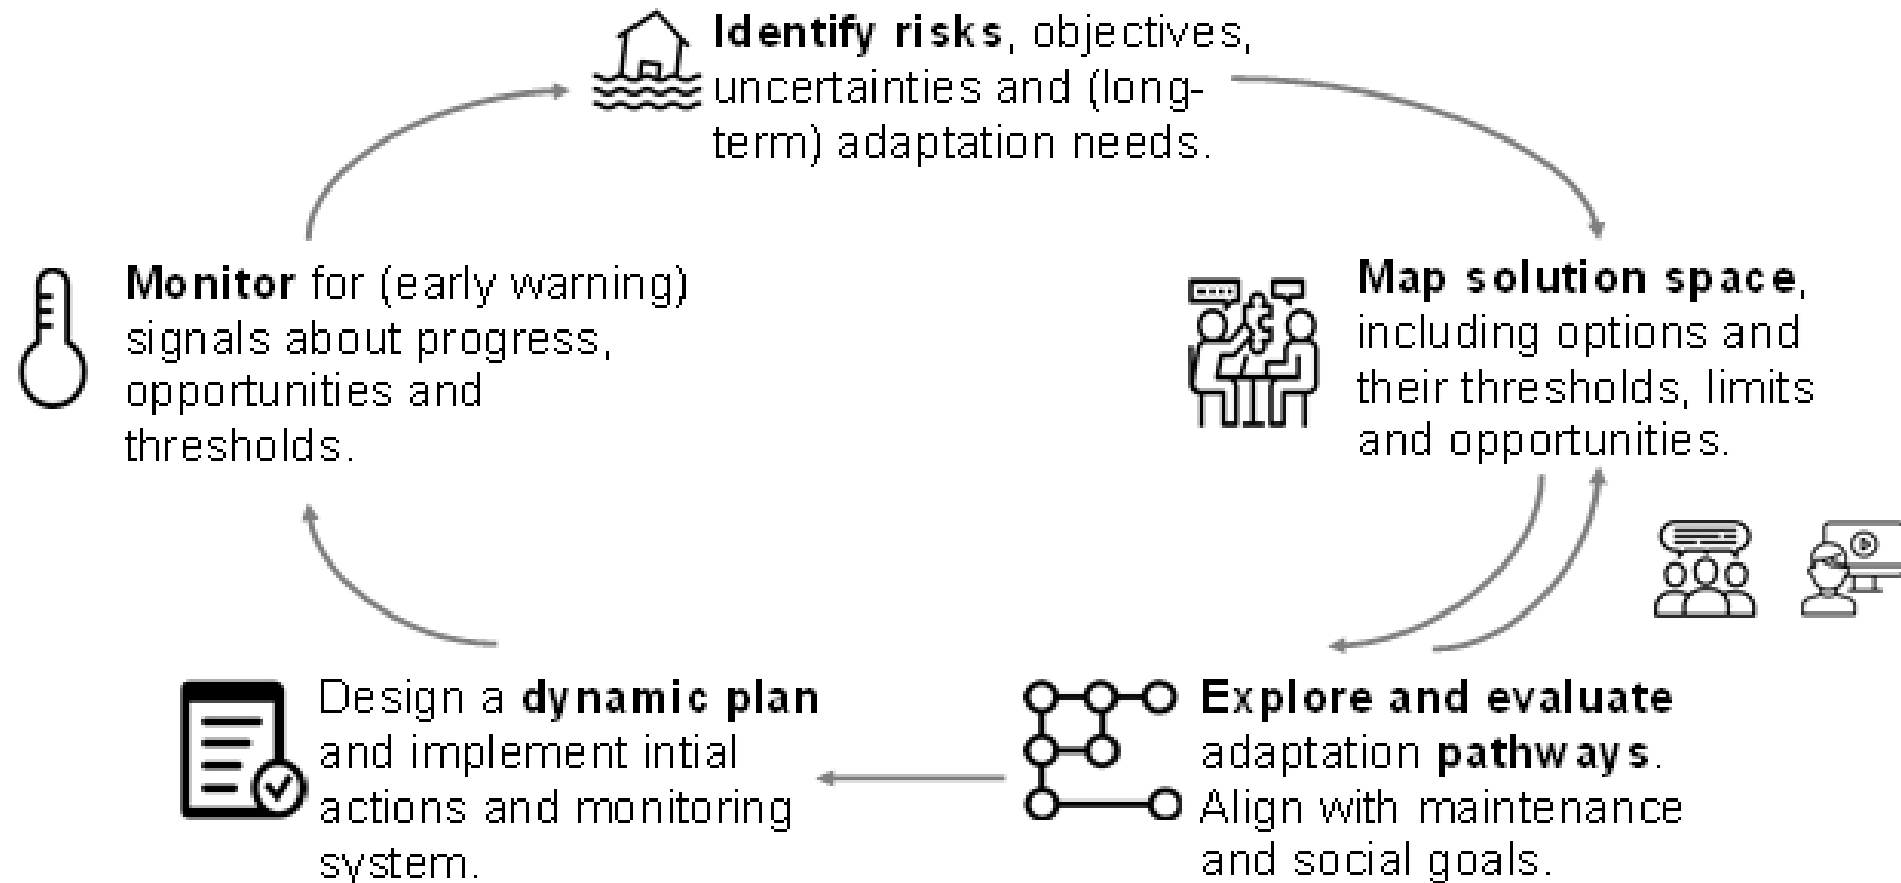 Identify risks, objectives,
uncertainties and (long-
term) adaptation needs.
Map solution space,
including options and
their thresholds, limits
and opportunities.
Explore and evaluate
adaptation pathways.
Align with maintenance
and social goals.
Design a dynamic plan
and implement intial
actions and monitoring
system.
Monitor for (early warning)
signals about progress,
opportunities and
thresholds.